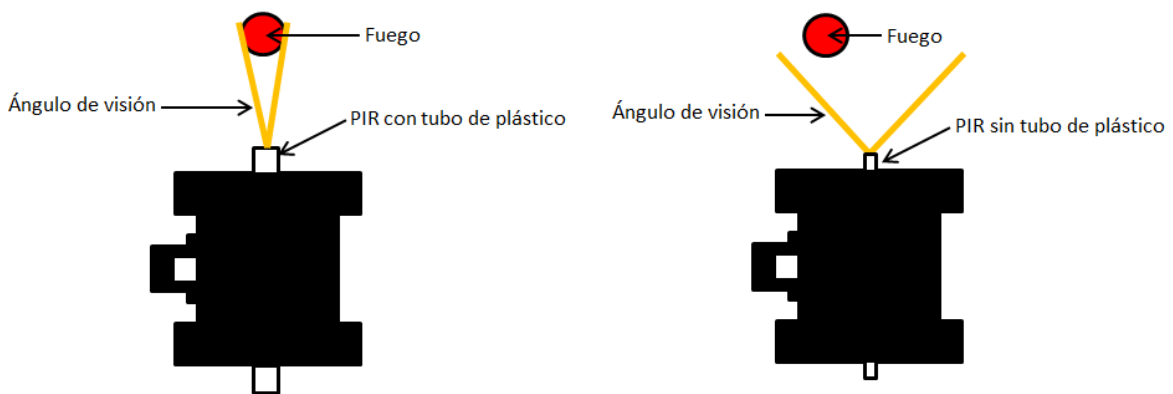 Fuego
Ángulo de visión
PIR con tubo de plástico
Fuego
Ángulo de visión
PIR sin tubo de plástico